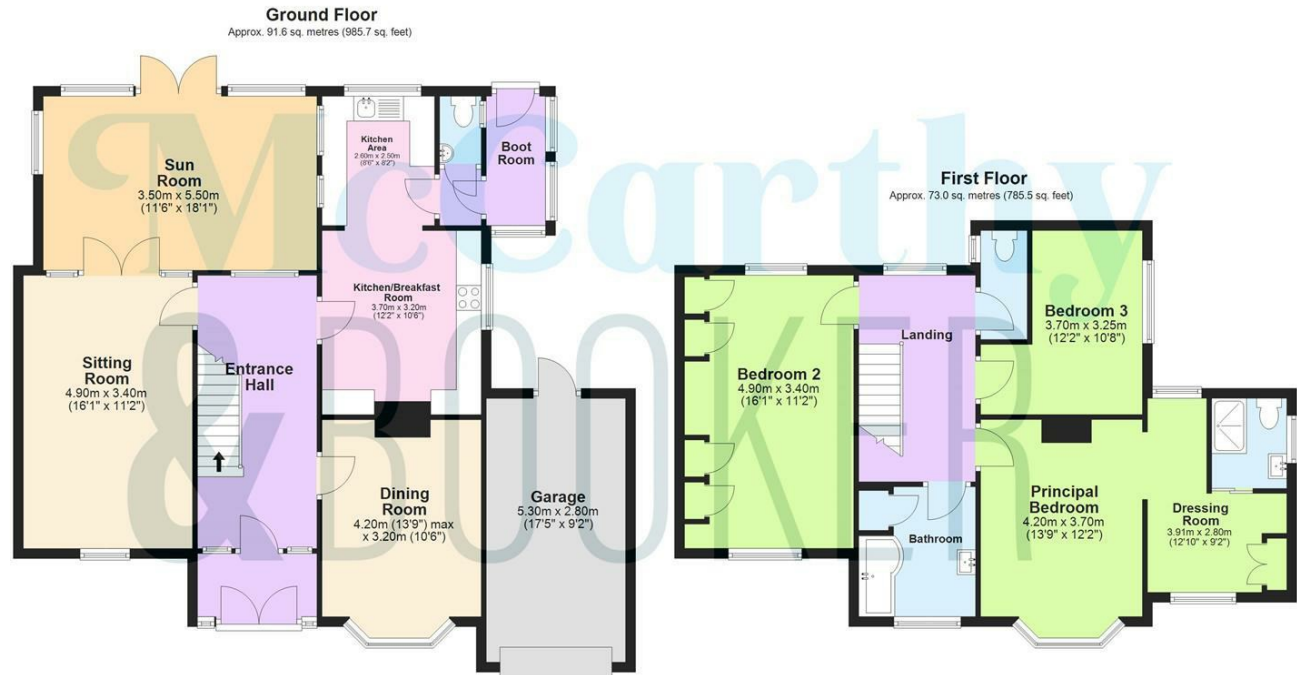 Ground Floor
Approx. 91.6 sq. metres (985.7 sq. feet)
Sun
Room
3.50m x 5.50m
(11'6" x 18'1")
Kitchen
Area
2.60m x 2.50m
(8'6" x 8'2")
Boot
Room
Kitchen/Breakfast
Room
3.70m x 3.20m
(12'2" x 10'6")
Sitting
Room
4.90m x 3.40m
(16'1" x 11'2")
Entrance
Hall
Dining
Room
4.20m (13'9") max
x 3.20m (10'6")
Garage
5.30m x 2.80m
(17'5" x 9'2")
First Floor
Approx. 73.0 sq. metres (785.5 sq. feet)
Bedroom 2
4.90m x 3.40m
(16'1" x 11'2")
Landing
Bedroom 3
3.70m x 3.25m
(12'2" x 10'8")
Bathroom
Principal
Bedroom
4.20m x 3.70m
(13'9" x 12'2")
Dressing
Room
3.91m x 2.80m
(12'10" x 9'2")
McCarthy
&BOOKER